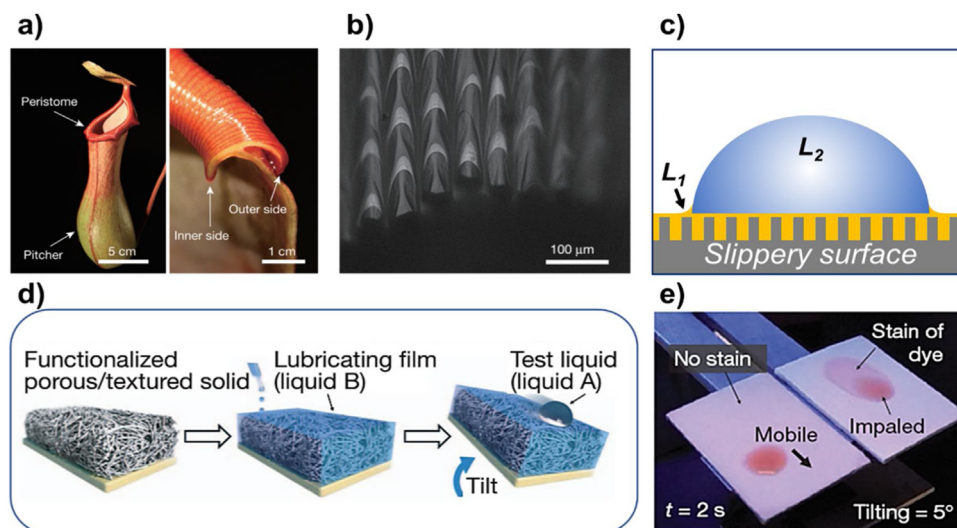 a)
Peristome
Pitcher
5 cm
Outer side
Inner side
1 cm
b)
100 μm
c)
L2
L1
Slippery surface
d)
Functionalized
porous/textured solid
Lubricating film
(liquid B)
Test liquid
(liquid A)
Tilt
e)
Stain of
dye
No stain
Impaled
Mobile
t = 2 s
Tilting = 5°